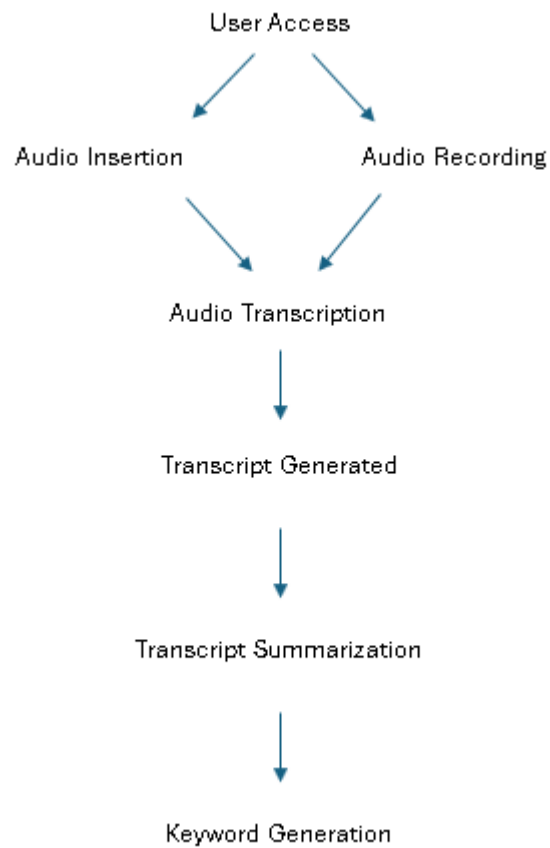 User Access
Audio Insertion
Audio Recording
Audio Transcription
Transcript Generated
Transcript Summarization
Keyword Generation